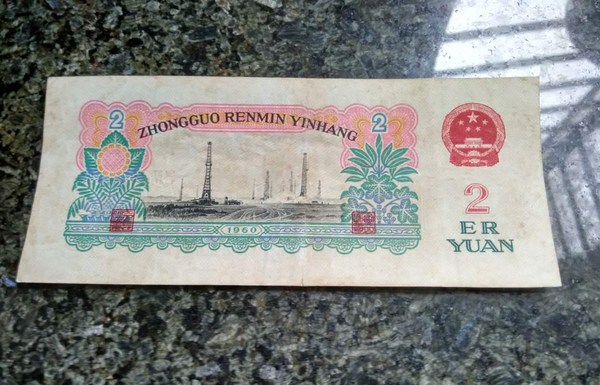 2 2
ZHONGGUO RENMIN YINHANG
1960
2
ER
YUAN